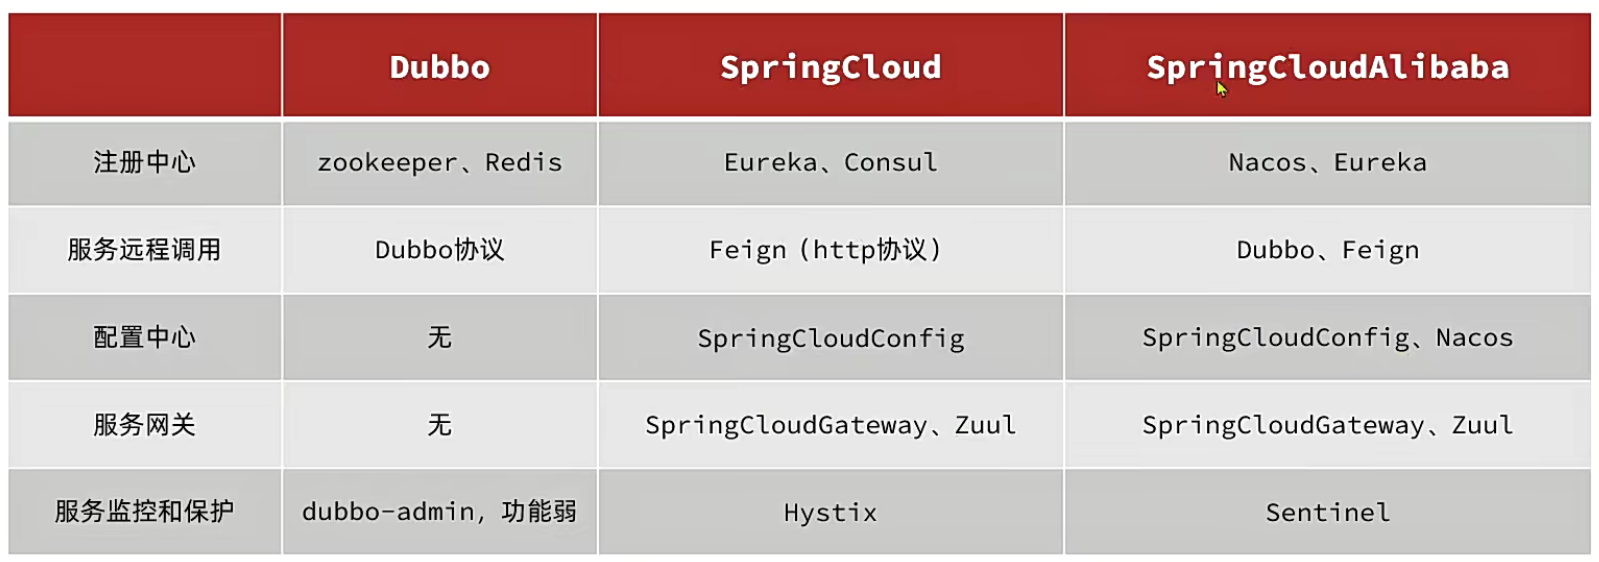 Dubbo SpringCloud SpringCloudAlibaba
注册中心 zookeeper、Redis Eureka、Consul Nacos、Eureka
服务远程调用 Dubbo协议 Feign（http协议） Dubbo、Feign
配置中心 无 SpringCloudConfig SpringCloudConfig、Nacos
服务网关 无 SpringCloudGateway、Zuul SpringCloudGateway、Zuul
服务监控和保护 dubbo-admin，功能弱 Hystix Sentinel